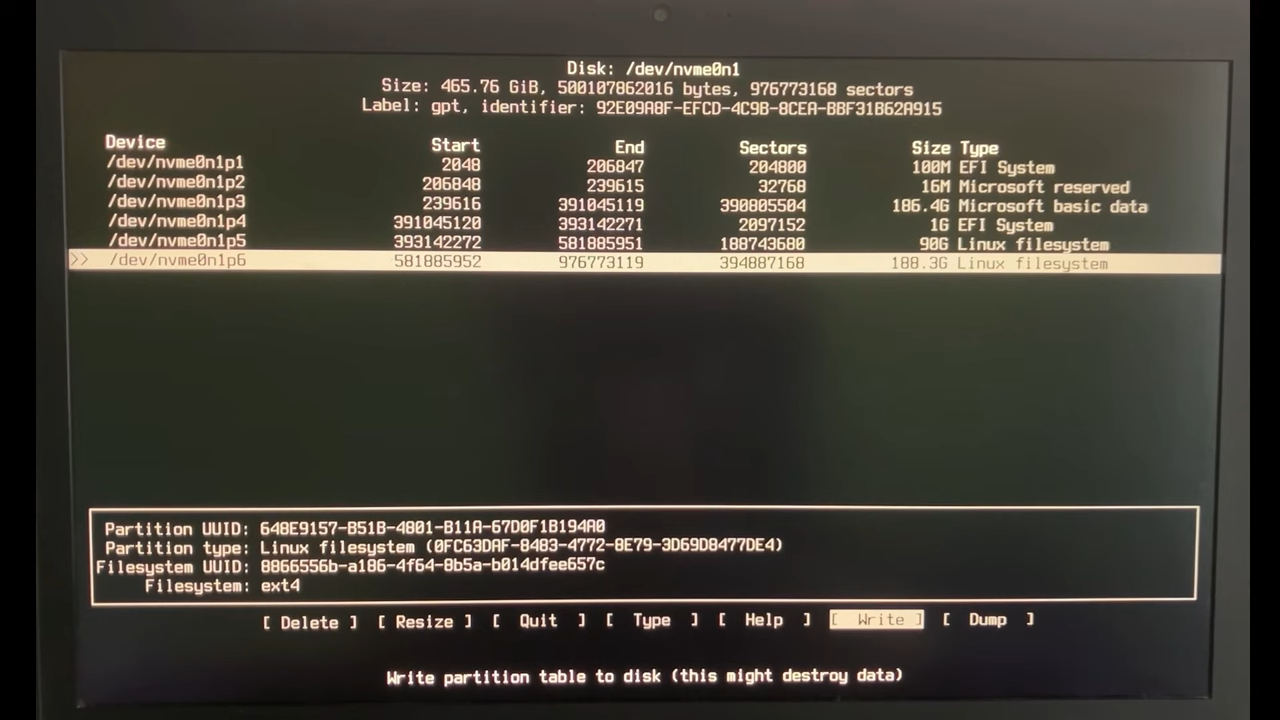 Disk: /dev/nvme0n1
Size: 465.76 GiB, 500107862016 bytes, 976773168 sectors
Label: gpt, identifier: 92E09A8F-EFCD-4C9B-8CEA-BBF31B62A915
Device Start End Sectors Size Type
/dev/nvme0n1p1 2048 206847 204800 100M EFI System
/dev/nvme0n1p2 206848 239615 32768 16M Microsoft reserved
/dev/nvme0n1p3 239616 391045119 390805504 186.4G Microsoft basic data
/dev/nvme0n1p4 391045120 393142271 2097152 1G EFI System
/dev/nvme0n1p5 393142272 581885951 188743680 90G Linux filesystem
>> /dev/nvme0n1p6 581885952 976773119 394887168 188.3G Linux filesystem
Partition UUID: 648E9157-B51B-4801-B11A-67D0F1B194A0
Partition type: Linux filesystem (0FC63DAF-8483-4772-8E79-3D69D8477DE4)
Filesystem UUID: 8866556b-a186-4f64-8b5a-b014dfee657c
Filesystem: ext4
[ Delete ] [ Resize ] [ Quit ] [ Type ] [ Help ] [ Write ] [ Dump ]
Write partition table to disk (this might destroy data)